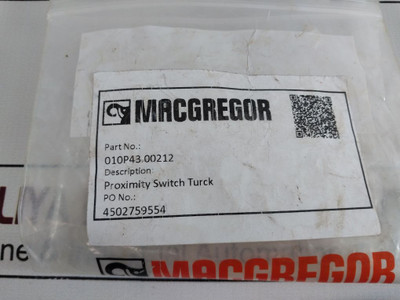 MACGREGOR
Part No.:
010P43.00212
Description
Proximity Switch Turck
PO No.:
4502759554
MACGREGOR